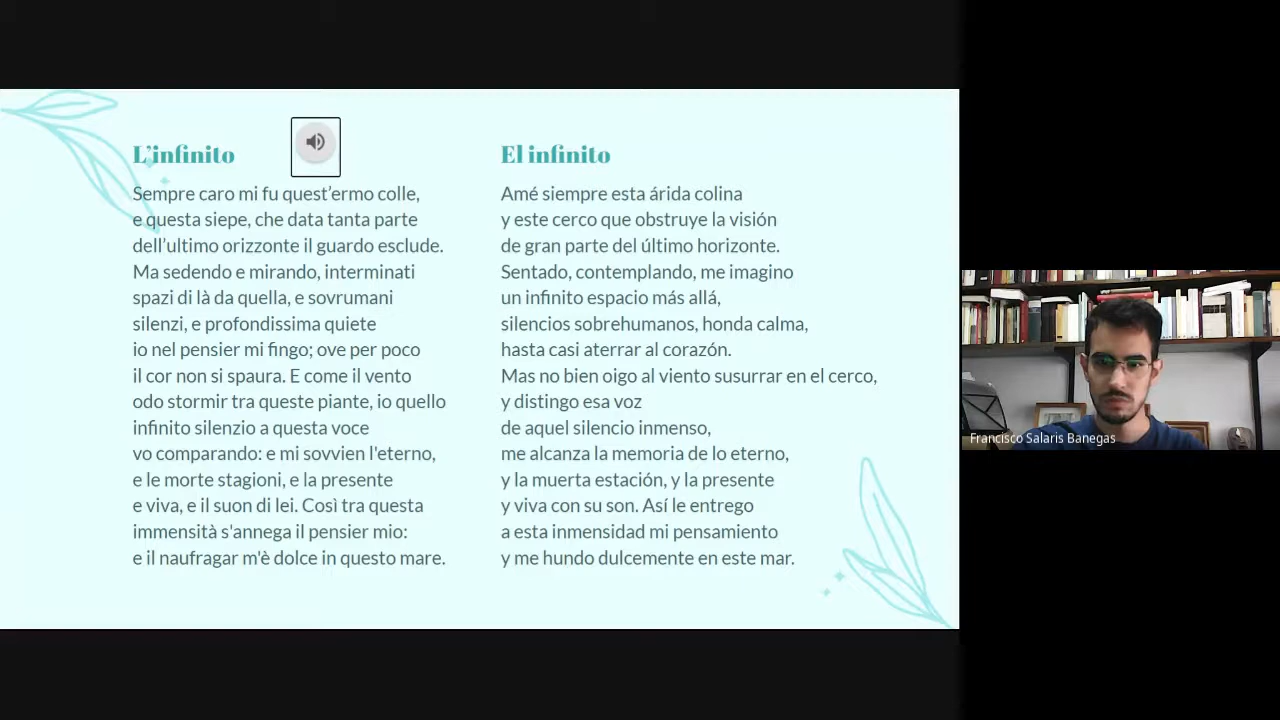 L'infinito
Sempre caro mi fu quest’ermo colle,
e questa siepe, che data tanta parte
dell’ultimo orizzonte il guardo esclude.
Ma sedendo e mirando, interminati
spazi di là da quella, e sovrumani
silenzi, e profondissima quiete
io nel pensier mi fingo; ove per poco
il cor non si spaura. E come il vento
odo stormir tra queste piante, io quello
infinito silenzio a questa voce
vo comparando: e mi sovvien l'eterno,
e le morte stagioni, e la presente
e viva, e il suon di lei. Così tra questa
immensità s'annega il pensier mio:
e il naufragar m'è dolce in questo mare.
El infinito
Amé siempre esta árida colina
y este cerco que obstruye la visión
de gran parte del último horizonte.
Sentado, contemplando, me imagino
un infinito espacio más allá,
silencios sobrehumanos, honda calma,
hasta casi aterrar al corazón.
Mas no bien oigo al viento susurrar en el cerco,
y distingo esa voz
de aquel silencio inmenso,
me alcanza la memoria de lo eterno,
y la muerta estación, y la presente
y viva con su son. Así le entrego
a esta inmensidad mi pensamiento
y me hundo dulcemente en este mar.
Francisco Salaris Banegas